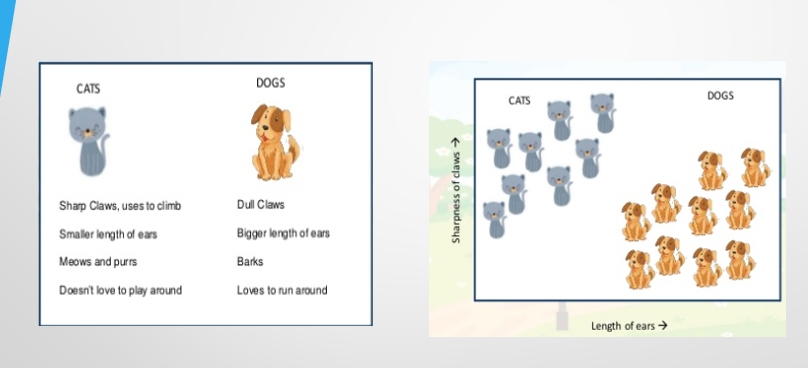 CATS
DOGS
Sharp Claws, uses to climb
Dull Claws
Smaller length of ears
Bigger length of ears
Meows and purrs
Barks
Doesn't love to play around
Loves to run around
CATS
DOGS
Sharpness of claws →
Length of ears →